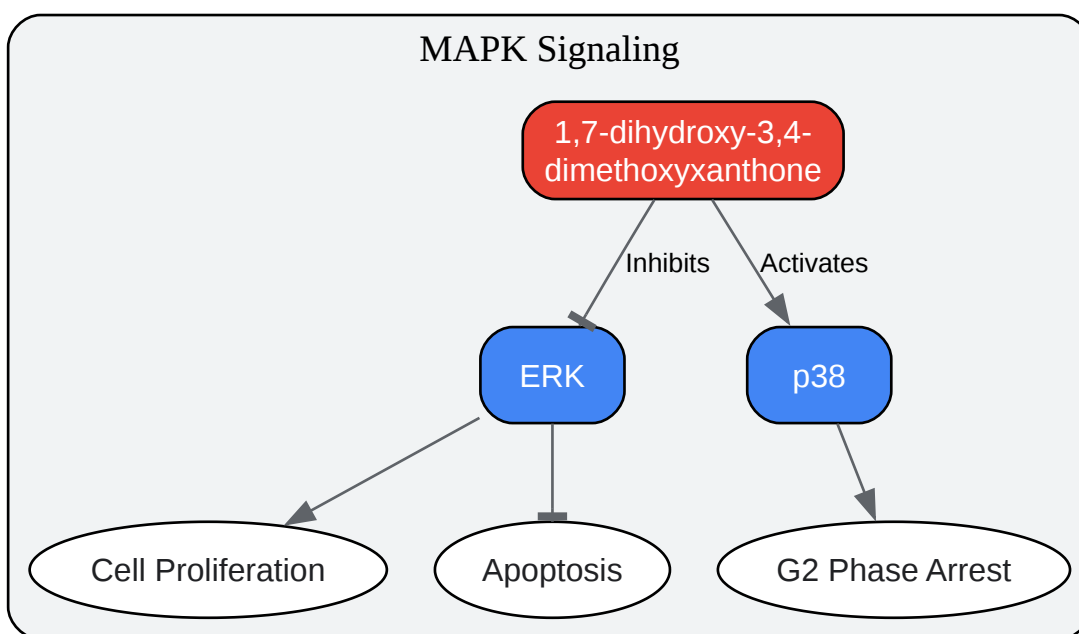 MAPK Signaling
1,7-dihydroxy-3,4-
dimethoxyxanthone
Inhibits
Activates
ERK
p38
Cell Proliferation
Apoptosis
G2 Phase Arrest